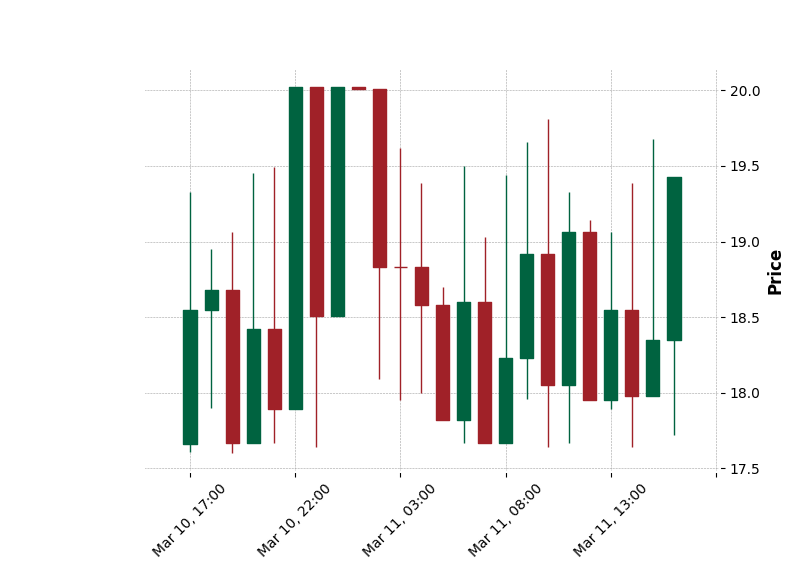 20.0
19.5
19.0
18.5
18.0
17.5
Price
Mar 10, 17:00
Mar 10, 22:00
Mar 11, 03:00
Mar 11, 08:00
Mar 11, 13:00